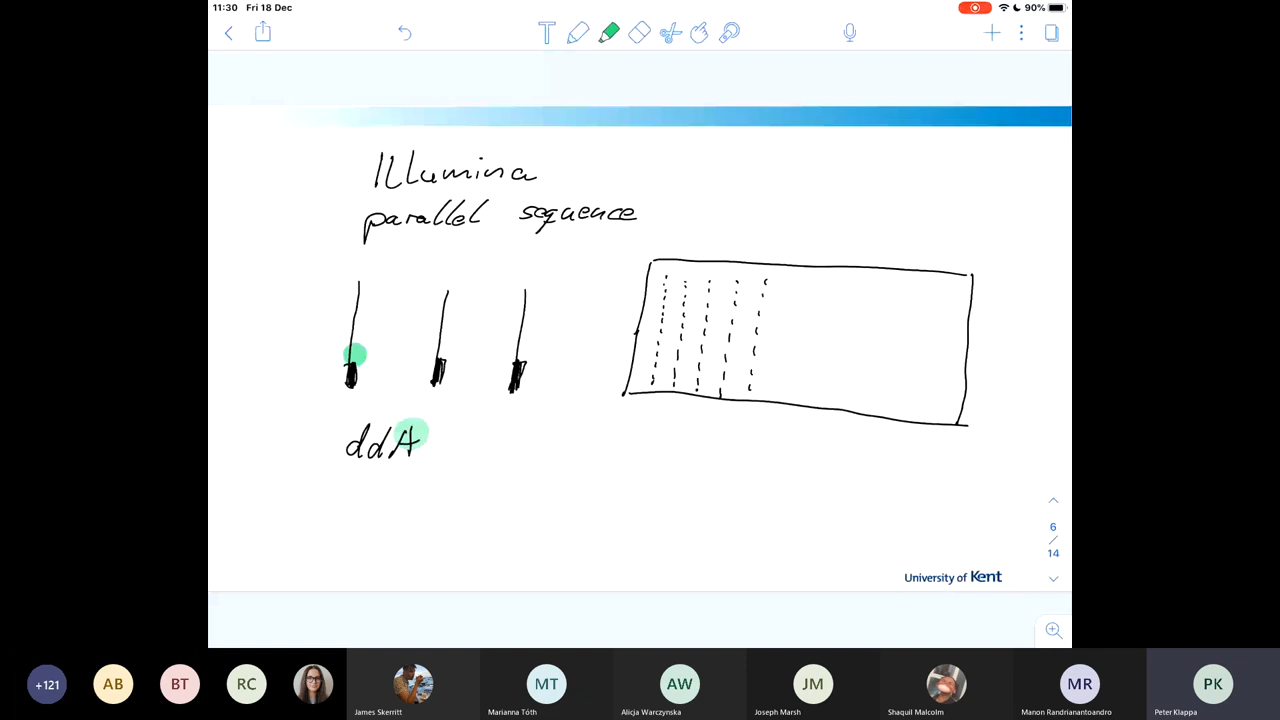 11:30 Fri 18 Dec
90%
T
Illumina
parallel sequence
ddA
6
14
University of Kent
+121
AB
BT
RC
MT
AW
JM
MR
PK
James Skerritt
Marianna Tóth
Alicja Warczynska
Joseph Marsh
Shaquil Malcolm
Manon Randrianantoandro
Peter Klappa